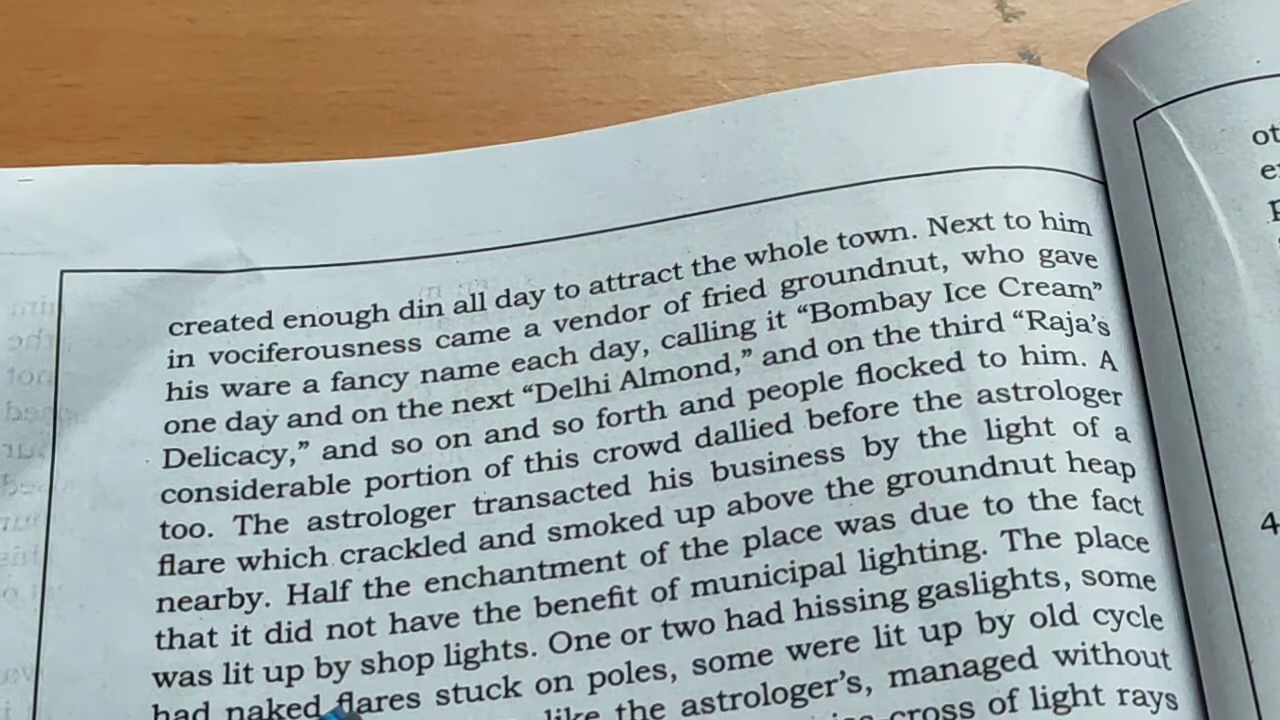 created enough din all day to attract the whole town. Next to him
in vociferousness came a vendor of fried groundnut, who gave
his ware a fancy name each day, calling it “Bombay Ice Cream”
one day and on the next “Delhi Almond,” and on the third “Raja’s
Delicacy,” and so on and so forth and people flocked to him. A
considerable portion of this crowd dallied before the astrologer
too. The astrologer transacted his business by the light of a
flare which crackled and smoked up above the groundnut heap
nearby. Half the enchantment of the place was due to the fact
that it did not have the benefit of municipal lighting. The place
was lit up by shop lights. One or two had hissing gaslights, some
had naked flares stuck on poles, some were lit up by old cycle
like the astrologer’s, managed without
cross of light rays
4